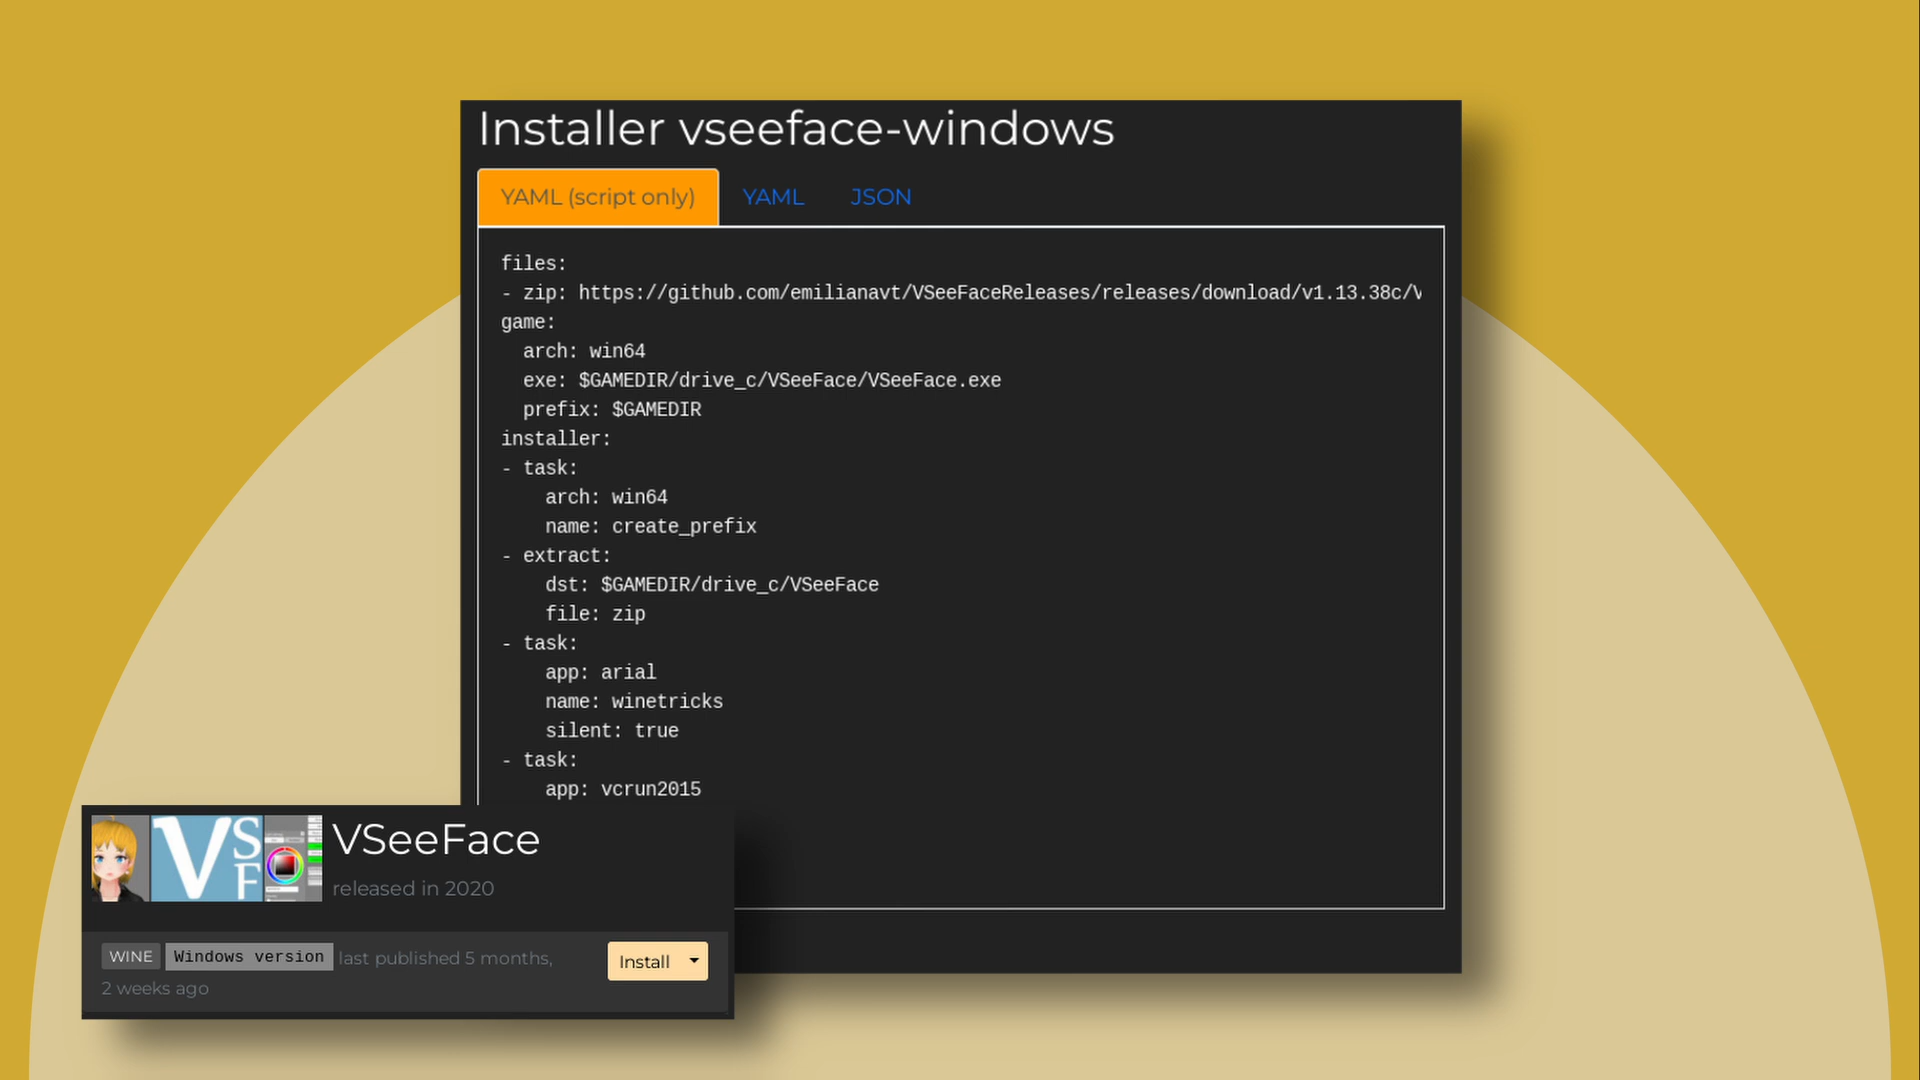 Installer vseeface-windows
YAML (script only) YAML JSON
files:
- zip: https://github.com/emilianavt/VSeeFaceReleases/releases/download/v1.13.38c/V
game:
  arch: win64
  exe: $GAMEDIR/drive_c/VSeeFace/VSeeFace.exe
  prefix: $GAMEDIR
installer:
- task:
    arch: win64
    name: create_prefix
- extract:
    dst: $GAMEDIR/drive_c/VSeeFace
    file: zip
- task:
    app: arial
    name: winetricks
    silent: true
- task:
    app: vcrun2015
VSF
VSeeFace
released in 2020
WINE Windows version last published 5 months,
2 weeks ago
Install